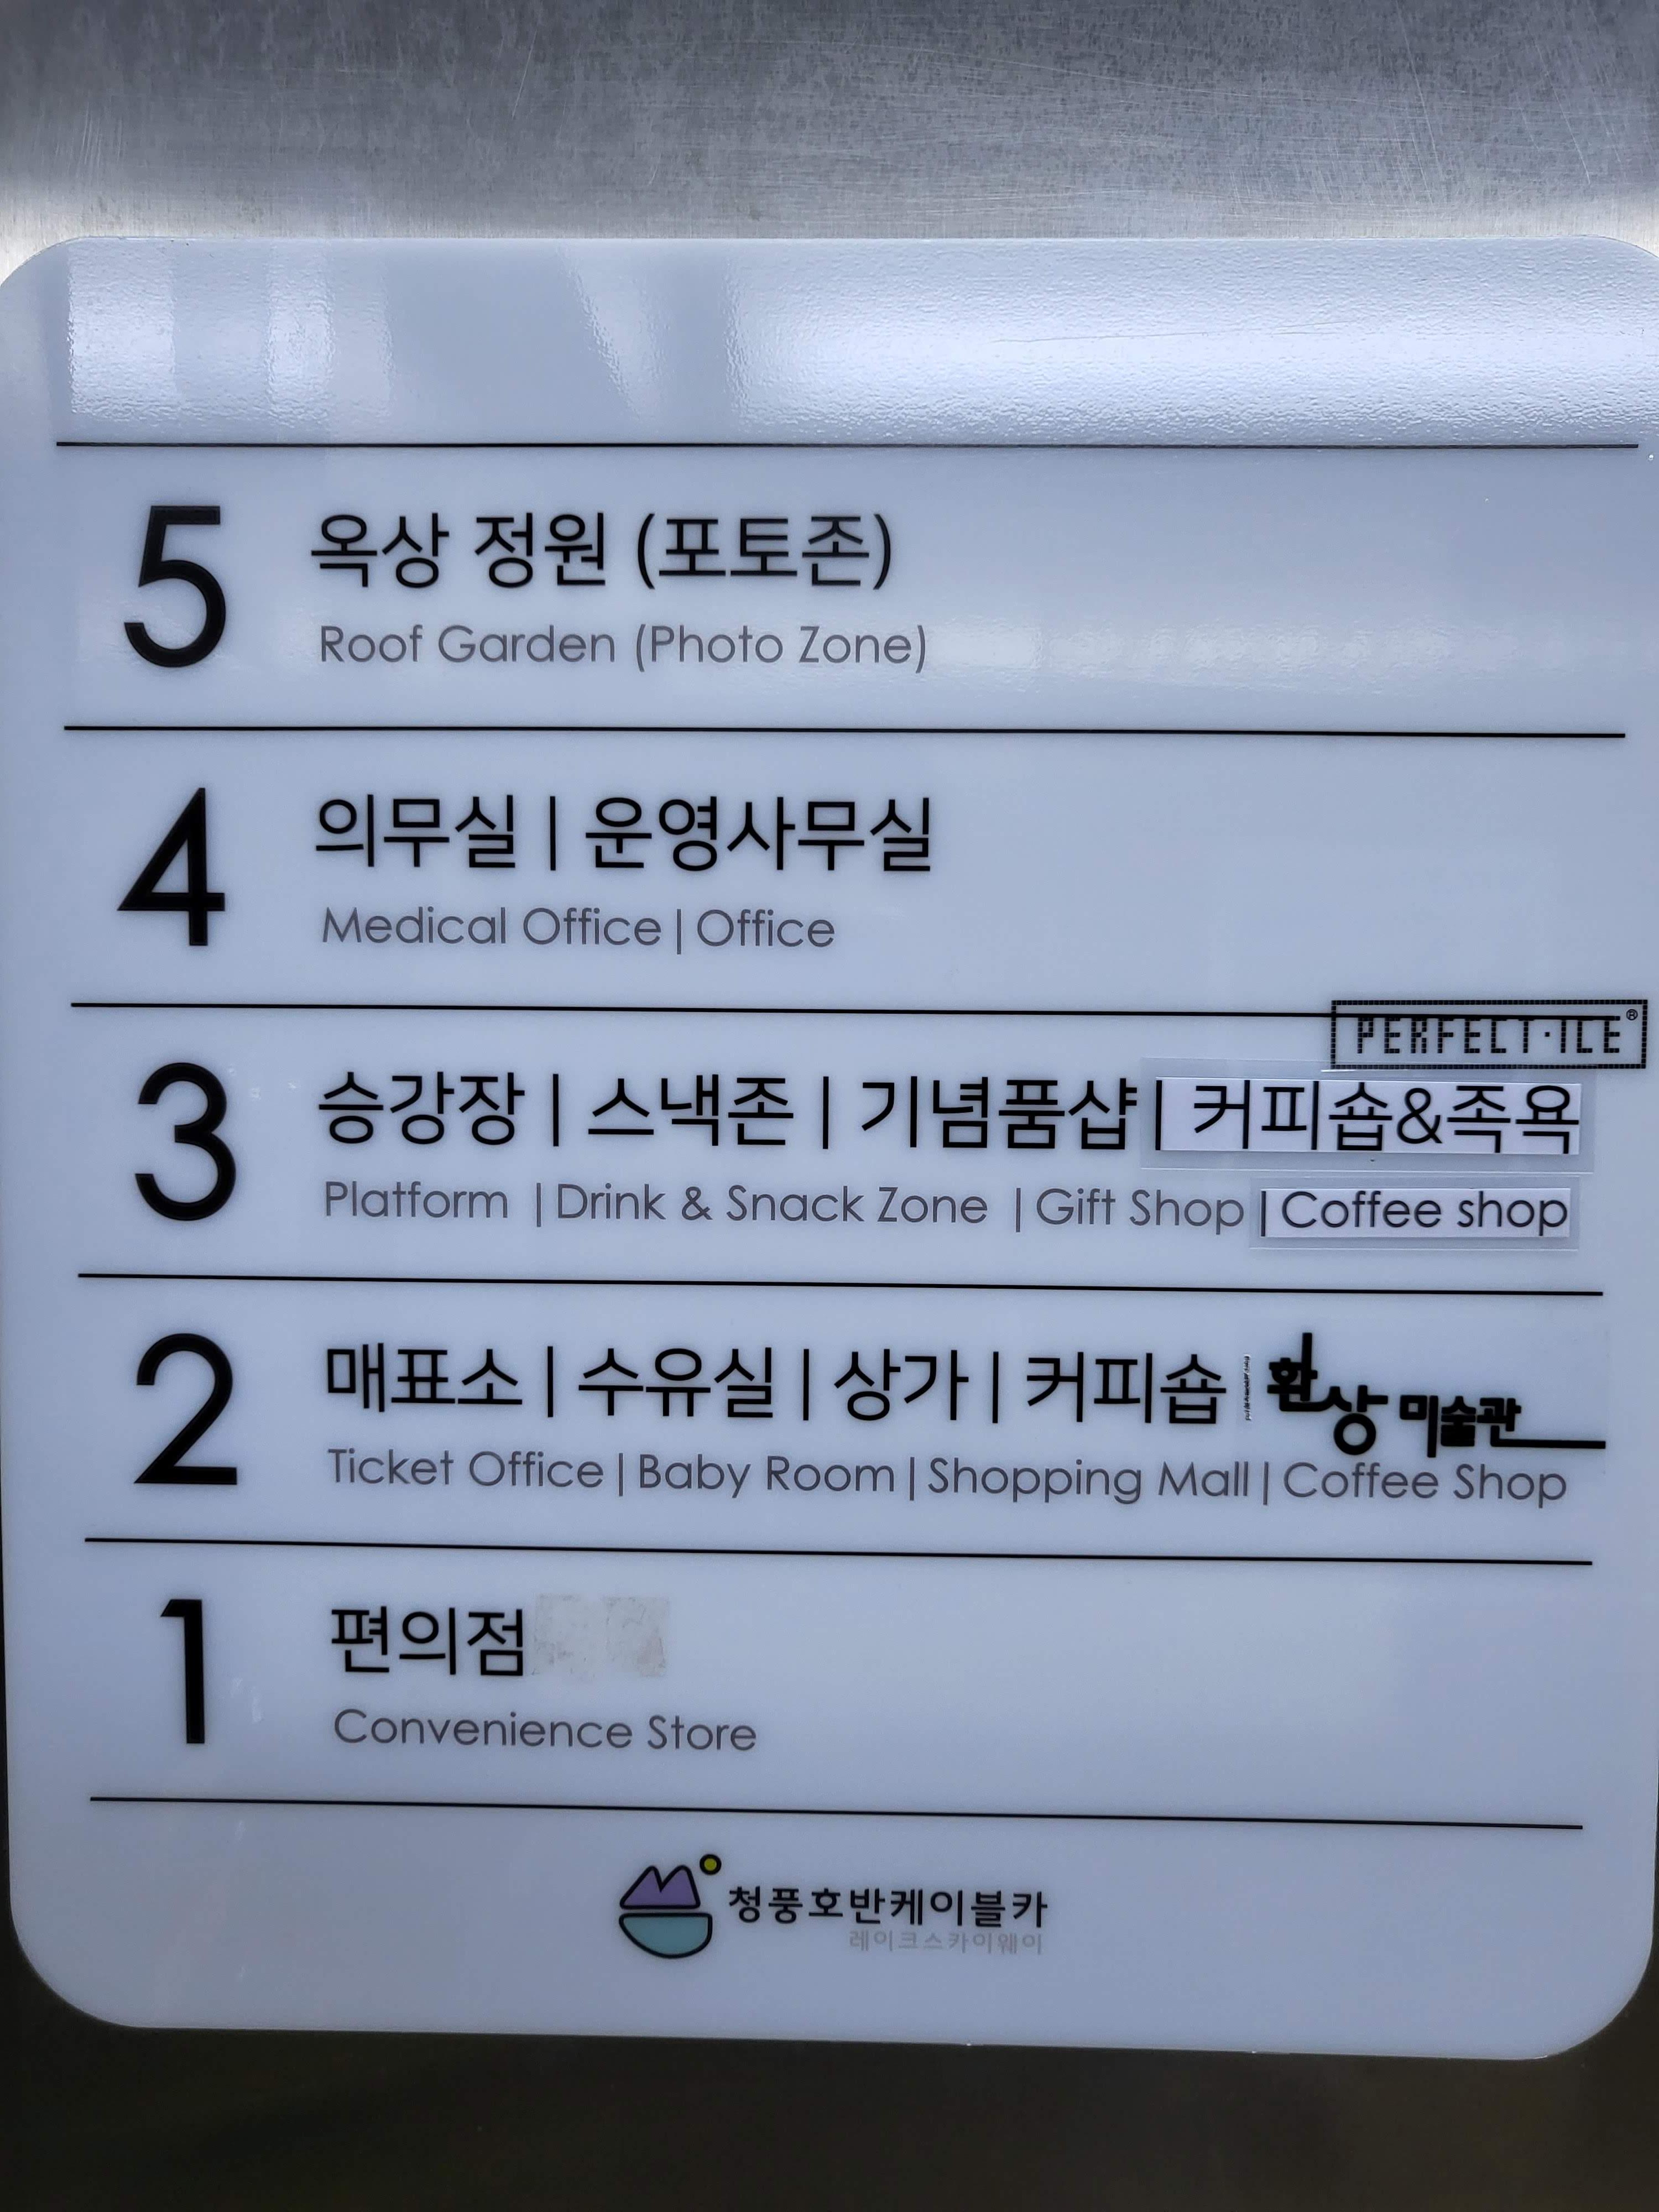 5 옥상 정원 (포토존)
Roof Garden (Photo Zone)
4 의무실 | 운영사무실
Medical Office | Office
PERFECT·ICE®
3 승강장 | 스낵존 | 기념품샵 | 커피숍&족욕
Platform | Drink & Snack Zone | Gift Shop | Coffee shop
2 매표소 | 수유실 | 상가 | 커피숍 환상미술관
Ticket Office | Baby Room | Shopping Mall | Coffee Shop
1 편의점
Convenience Store
청풍호반케이블카
레이크스카이웨이